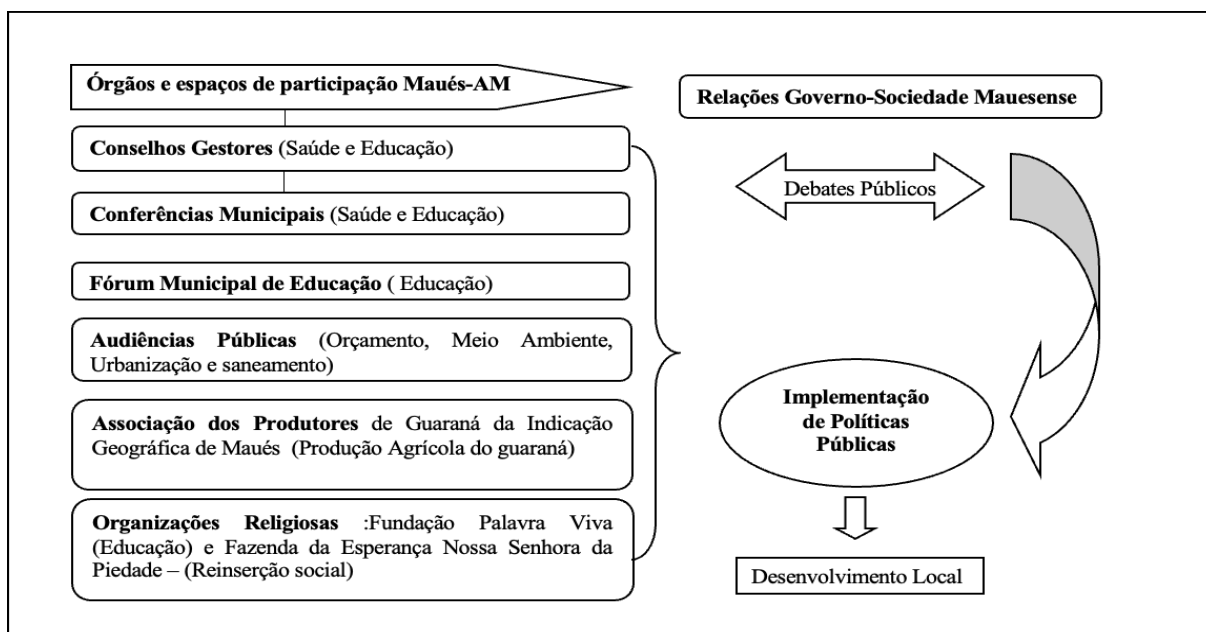 Órgãos e espaços de participação Maués-AM
Conselhos Gestores (Saúde e Educação)
Conferências Municipais (Saúde e Educação)
Fórum Municipal de Educação ( Educação)
Audiências Públicas (Orçamento, Meio Ambiente,
Urbanização e saneamento)
Associação dos Produtores de Guaraná da Indicação
Geográfica de Maués (Produção Agrícola do guaraná)
Organizações Religiosas :Fundação Palavra Viva
(Educação) e Fazenda da Esperança Nossa Senhora da
Piedade – (Reinserção social)
Relações Governo-Sociedade Mauesense
Debates Públicos
Implementação
de Políticas
Públicas
Desenvolvimento Local